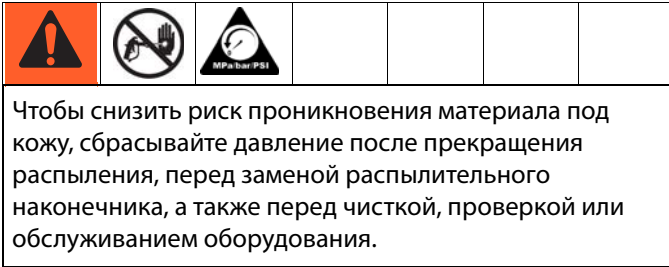 MPa/bar/PSI
Чтобы снизить риск проникновения материала под
кожу, сбрасывайте давление после прекращения
распыления, перед заменой распылительного
наконечника, а также перед чисткой, проверкой или
обслуживанием оборудования.